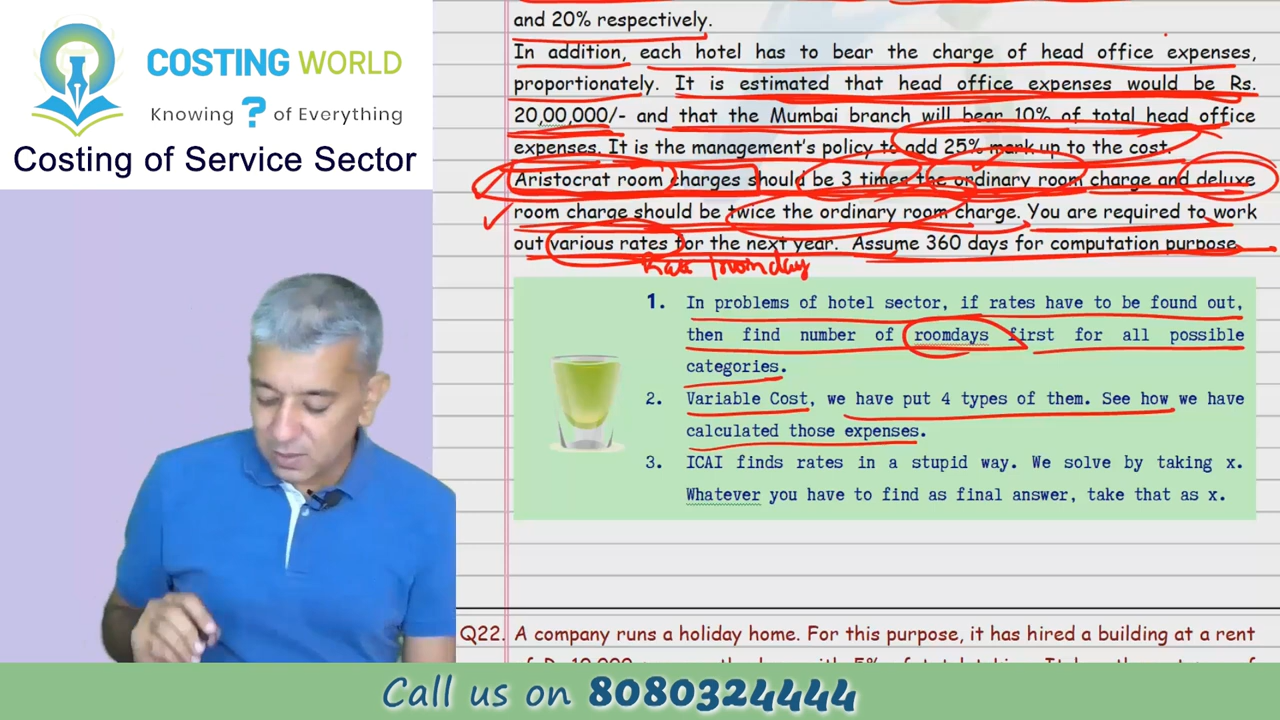 COSTING WORLD
Knowing ? of Everything
Costing of Service Sector
and 20% respectively.
In addition, each hotel has to bear the charge of head office expenses,
proportionately. It is estimated that head office expenses would be Rs.
20,00,000/- and that the Mumbai branch will bear 10% of total head office
expenses. It is the management's policy to add 25% mark up to the cost.
Aristocrat room charges should be 3 times the ordinary room charge and deluxe
room charge should be twice the ordinary room charge. You are required to work
out various rates for the next year. Assume 360 days for computation purpose.
Rate /roomday
1. In problems of hotel sector, if rates have to be found out,
then find number of roomdays first for all possible
categories.
2. Variable Cost, we have put 4 types of them. See how we have
calculated those expenses.
3. ICAI finds rates in a stupid way. We solve by taking x.
Whatever you have to find as final answer, take that as x.
Q22. A company runs a holiday home. For this purpose, it has hired a building at a rent
Call us on 8080324444